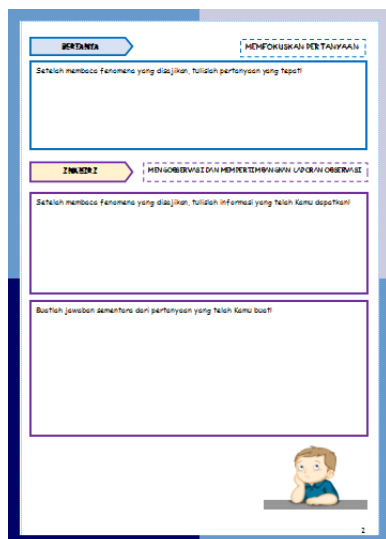 BERTANYA
MEMFOKUSKAN PERTANYAAN
Setelah membaca fenomena yang disajikan, tulislah pertanyaan yang tepat!
INKUIRI
MENGOBSERVASI DAN MEMPERTIMBANGKAN LAPORAN OBSERVASI
Setelah membaca fenomena yang disajikan, tulislah informasi yang telah Kamu dapatkan!
Buatlah jawaban sementara dari pertanyaan yang telah Kamu buat!
2